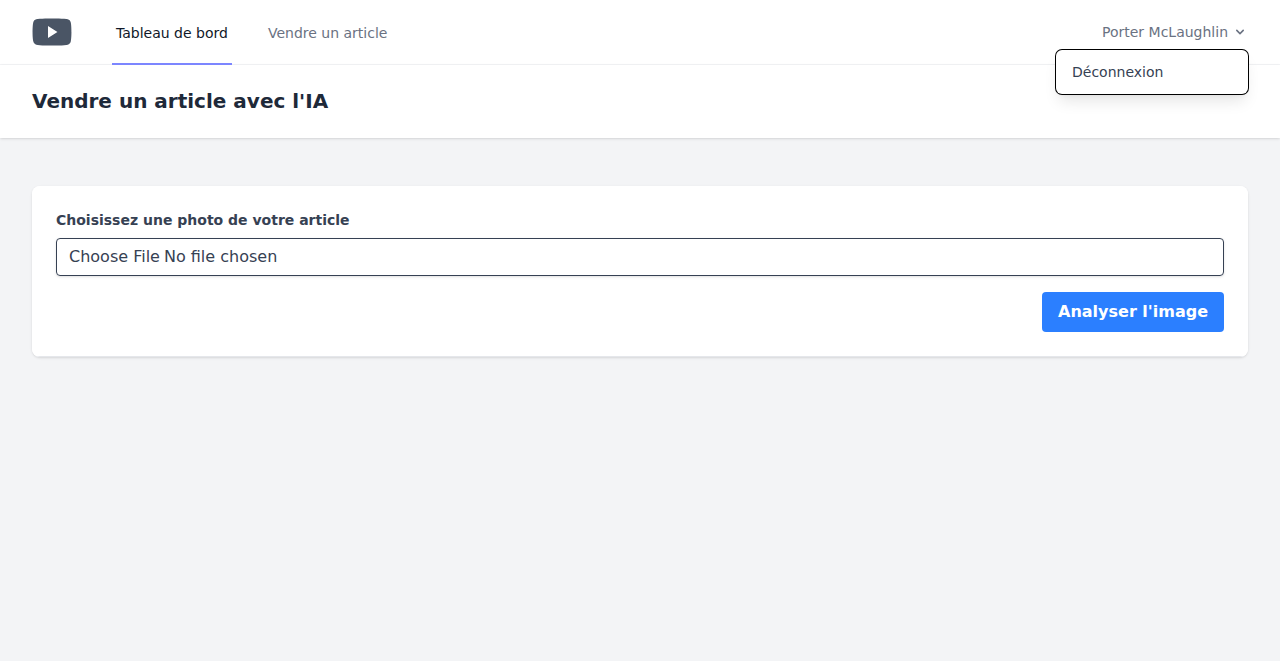 Tableau de bord
Vendre un article
Porter McLaughlin
Déconnexion
Vendre un article avec l'IA
Choisissez une photo de votre article
Choose File No file chosen
Analyser l'image